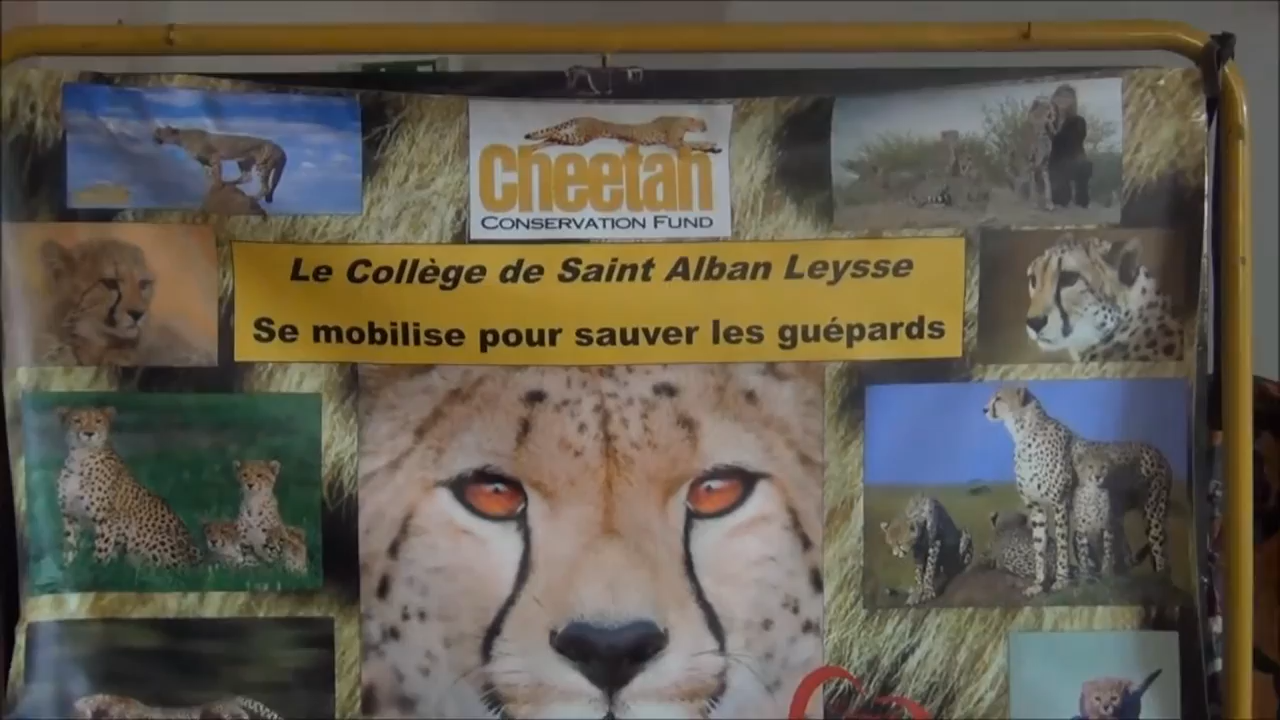 Cheetah
CONSERVATION FUND
Le Collège de Saint Alban Leysse
Se mobilise pour sauver les guépards